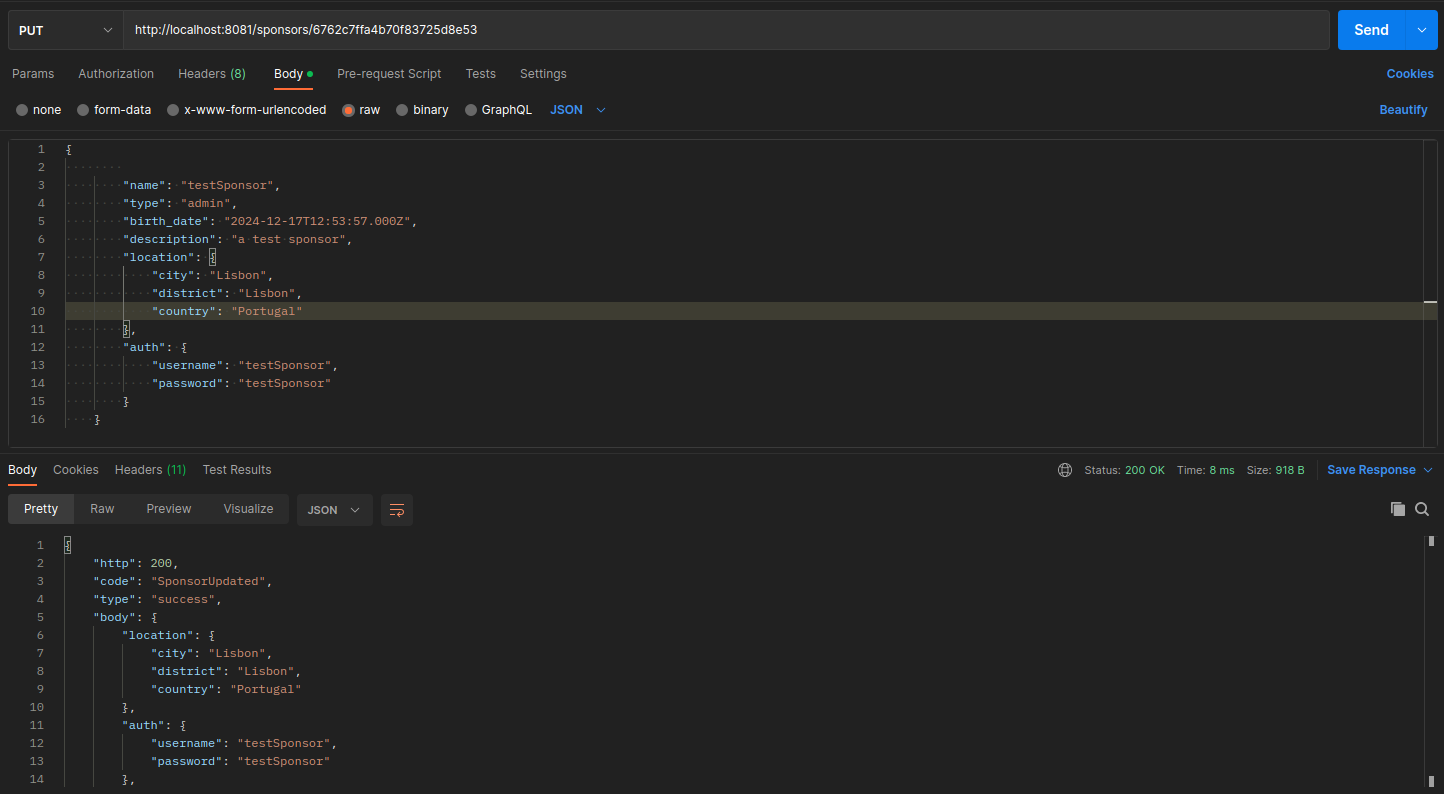 PUT http://localhost:8081/sponsors/6762c7ffa4b70f83725d8e53 Send
Params Authorization Headers (8) Body Pre-request Script Tests Settings Cookies
none form-data x-www-form-urlencoded raw binary GraphQL JSON Beautify
1 {
2
3 "name": "testSponsor",
4 "type": "admin",
5 "birth_date": "2024-12-17T12:53:57.000Z",
6 "description": "a test sponsor",
7 "location": {
8 "city": "Lisbon",
9 "district": "Lisbon",
10 "country": "Portugal"
11 },
12 "auth": {
13 "username": "testSponsor",
14 "password": "testSponsor"
15 }
16 }
Body Cookies Headers (11) Test Results Status: 200 OK Time: 8 ms Size: 918 B Save Response
Pretty Raw Preview Visualize JSON
1 {
2 "http": 200,
3 "code": "SponsorUpdated",
4 "type": "success",
5 "body": {
6 "location": {
7 "city": "Lisbon",
8 "district": "Lisbon",
9 "country": "Portugal"
10 },
11 "auth": {
12 "username": "testSponsor",
13 "password": "testSponsor"
14 },